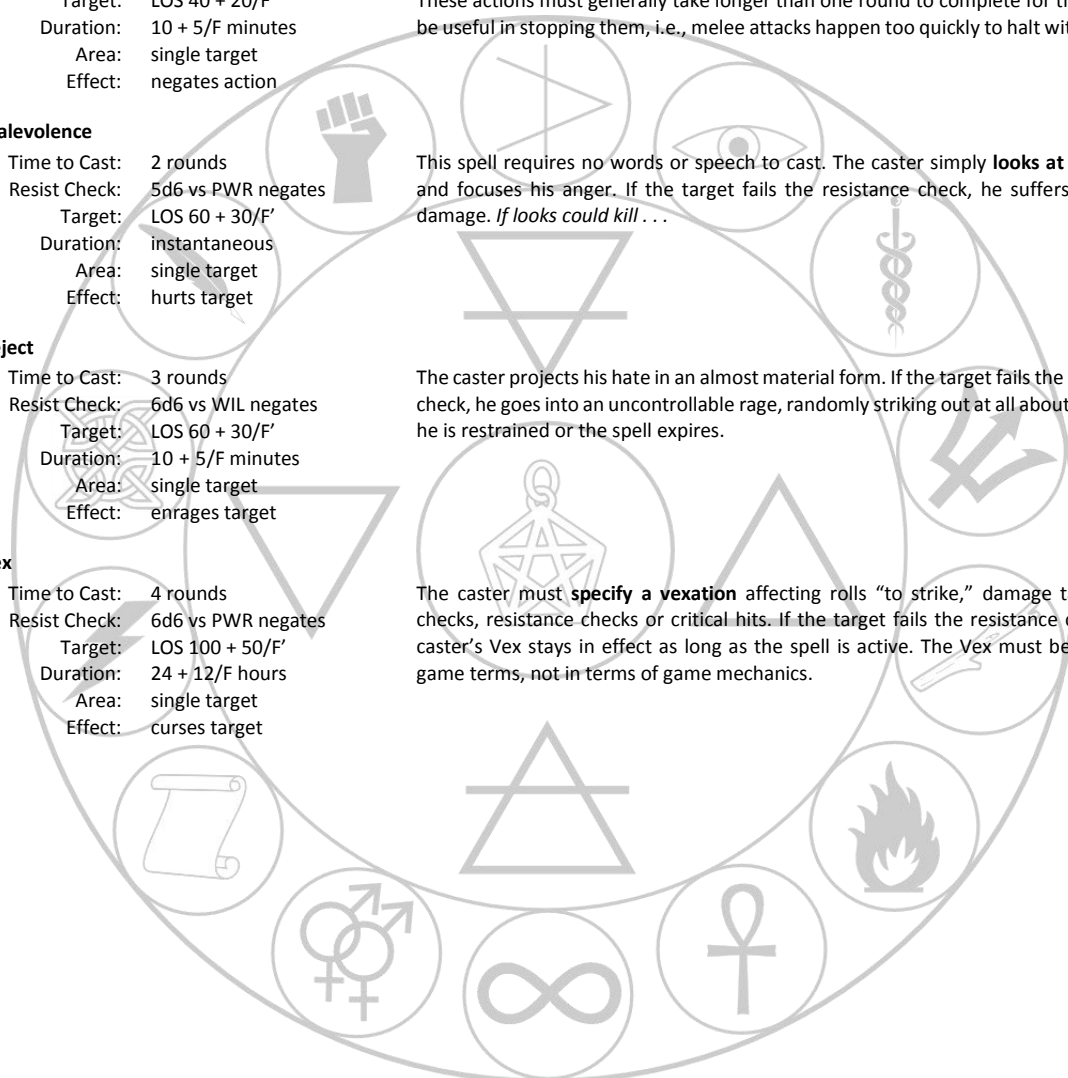 Target: LOS 40 + 20/F'
Duration: 10 + 5/F minutes
Area: single target
Effect: negates action
These actions must generally take longer than one round to complete for
be useful in stopping them, i.e., melee attacks happen too quickly to halt
alevolence
Time to Cast: 2 rounds
Resist Check: 5d6 vs PWR negates
Target: LOS 60 + 30/F'
Duration: instantaneous
Area: single target
Effect: hurts target
This spell requires no words or speech to cast. The caster simply looks at
and focuses his anger. If the target fails the resistance check, he suffers
damage. If looks could kill . . .
ject
Time to Cast: 3 rounds
Resist Check: 6d6 vs WIL negates
Target: LOS 60 + 30/F'
Duration: 10 + 5/F minutes
Area: single target
Effect: enrages target
The caster projects his hate in an almost material form. If the target fails the
check, he goes into an uncontrollable rage, randomly striking out at all about
he is restrained or the spell expires.
ex
Time to Cast: 4 rounds
Resist Check: 6d6 vs PWR negates
Target: LOS 100 + 50/F'
Duration: 24 + 12/F hours
Area: single target
Effect: curses target
The caster must specify a vexation affecting rolls “to strike,” damage
checks, resistance checks or critical hits. If the target fails the resistance
caster’s Vex stays in effect as long as the spell is active. The Vex must be
game terms, not in terms of game mechanics.